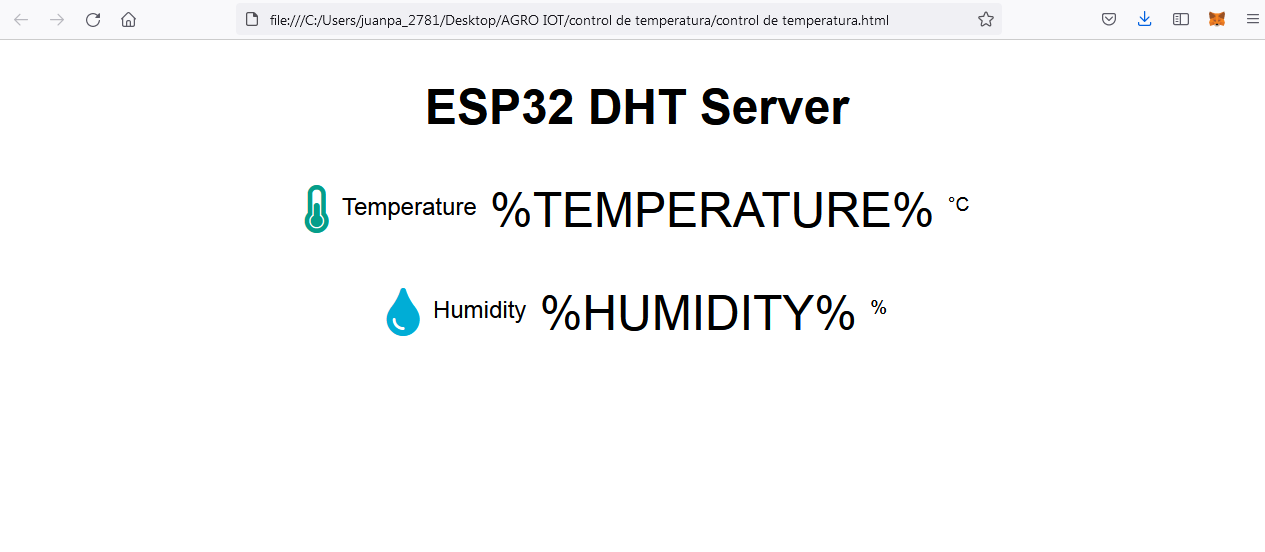 file:///C:/Users/juanpa_2781/Desktop/AGRO IOT/control de temperatura/control de temperatura.html
ESP32 DHT Server
Temperature %TEMPERATURE% °C
Humidity %HUMIDITY% %